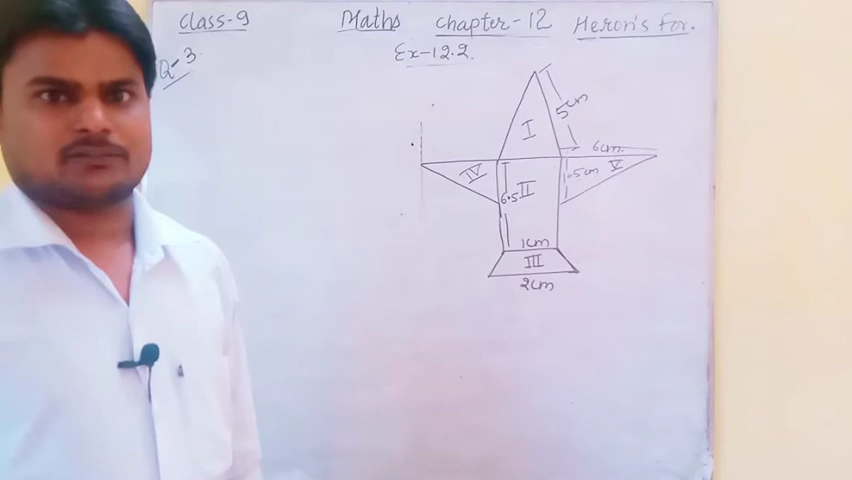 Class-9 Maths Chapter-12 Heron's For.
Ex-12.2
Q-3
5cm
I
6cm
IV
6.5
II
1.5cm
V
1cm
III
2cm